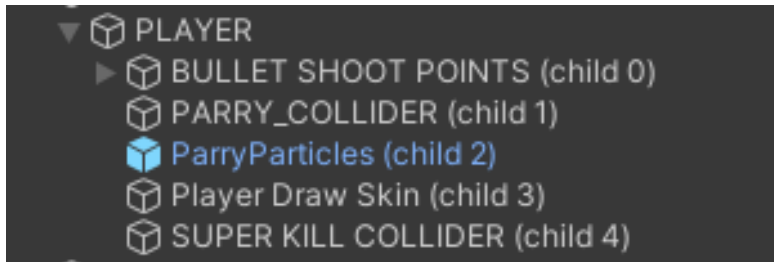 PLAYER
BULLET SHOOT POINTS (child 0)
PARRY_COLLIDER (child 1)
ParryParticles (child 2)
Player Draw Skin (child 3)
SUPER KILL COLLIDER (child 4)